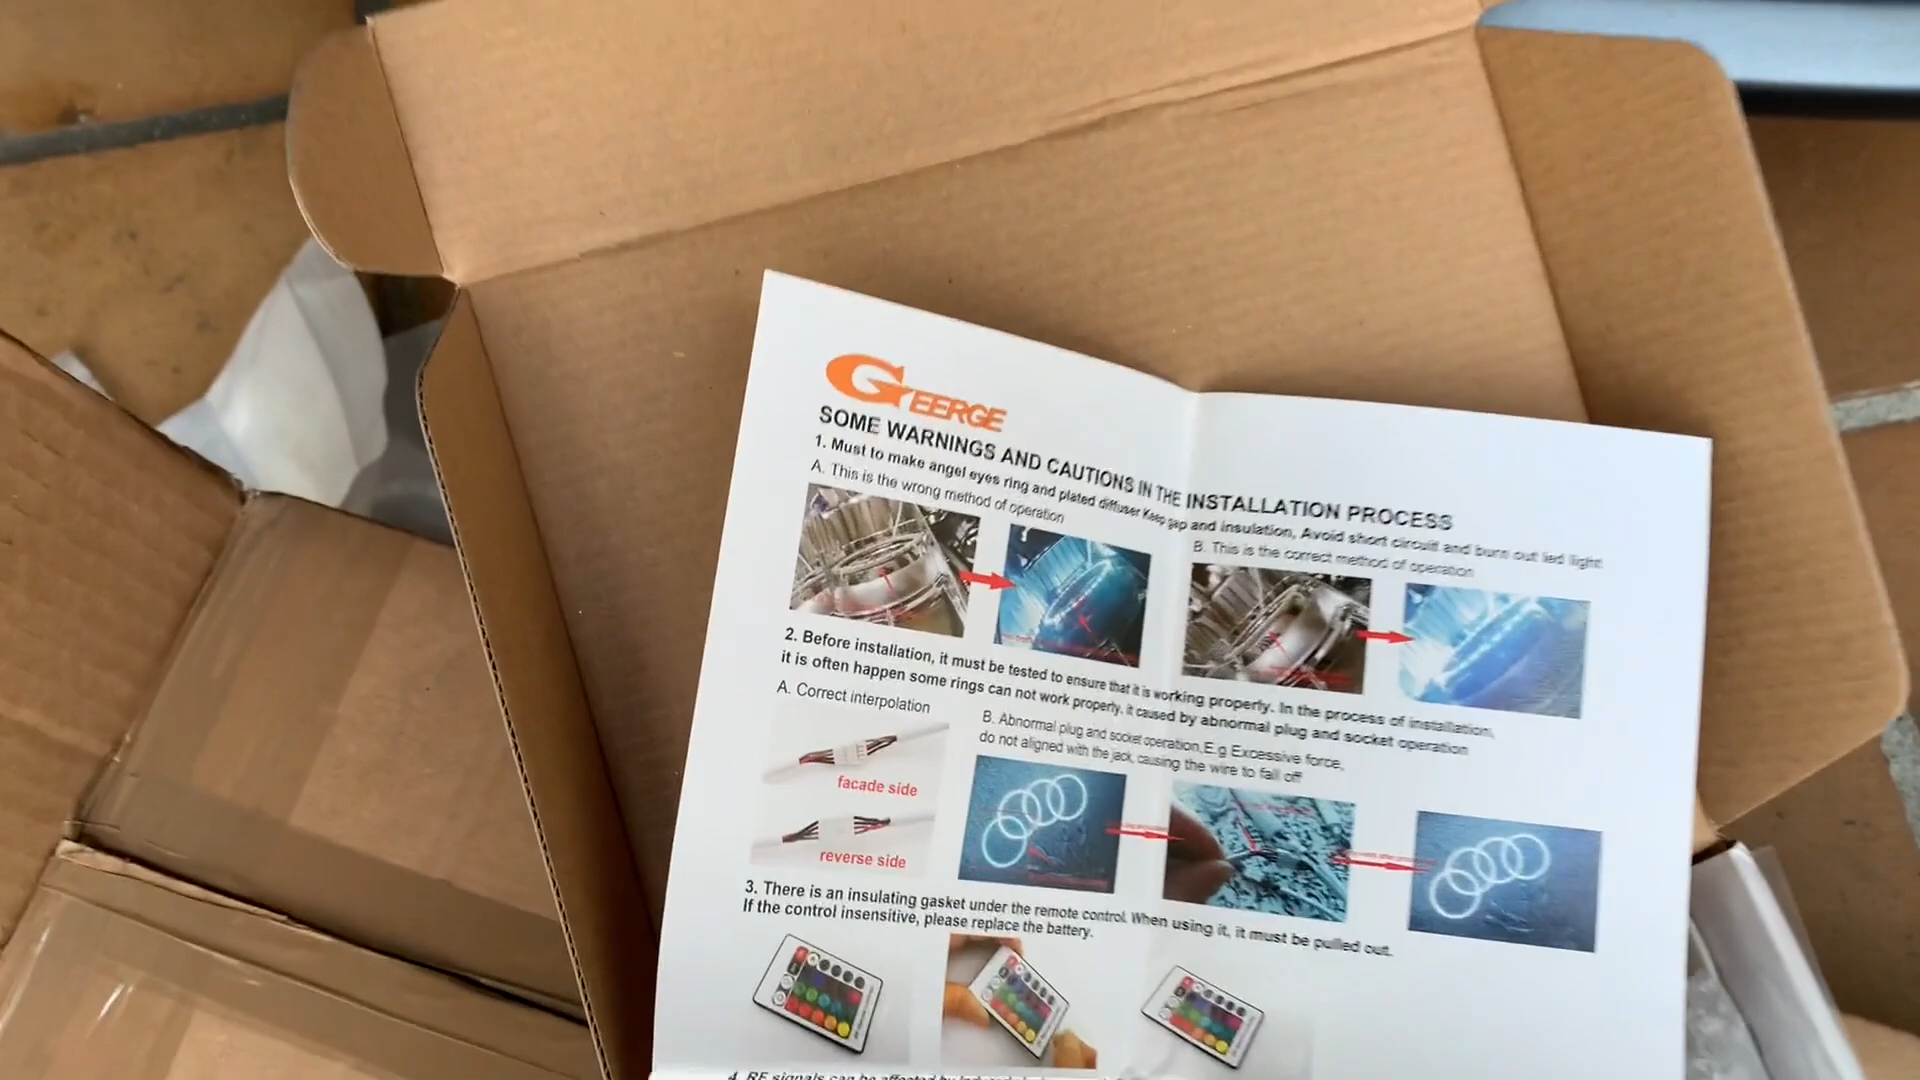 GEERGE
SOME WARNINGS AND CAUTIONS IN THE INSTALLATION PROCESS
1. Must to make angel eyes ring and plated diffuser Keep gap and insulation, Avoid short circuit and burn out led light
A. This is the wrong method of operation
B. This is the correct method of operation
2. Before installation, it must be tested to ensure that it is working properly. In the process of installation,
it is often happen some rings can not work properly, it caused by abnormal plug and socket operation
A. Correct interpolation
B. Abnormal plug and socket operation, E.g Excessive force,
do not aligned with the jack, causing the wire to fall off
facade side
reverse side
3. There is an insulating gasket under the remote control. When using it, it must be pulled out.
If the control insensitive, please replace the battery.
4. RF signals can be affected by